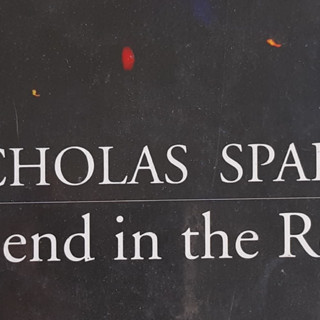 CHOLAS SPAR
end in the R